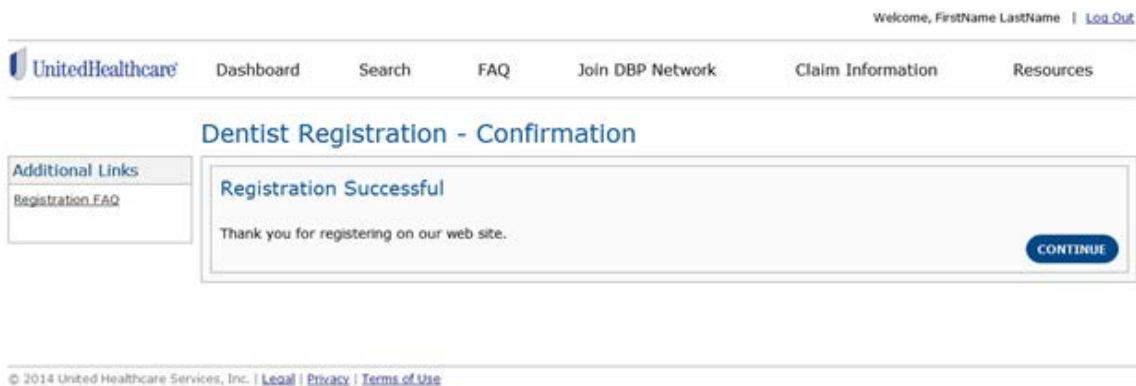 Welcome, FirstName LastName | Log Out
UnitedHealthcare Dashboard Search FAQ Join DBP Network Claim Information Resources
Dentist Registration - Confirmation
Additional Links
Registration FAQ
Registration Successful
Thank you for registering on our web site.
CONTINUE
© 2014 United Healthcare Services, Inc. | Legal | Privacy | Terms of Use